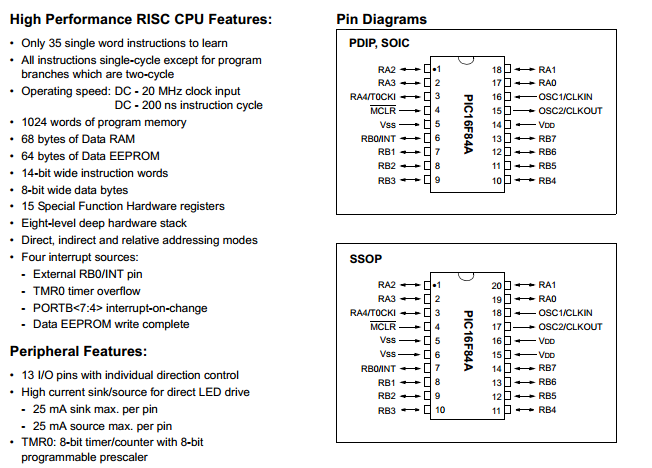 High Performance RISC CPU Features:
• Only 35 single word instructions to learn
• All instructions single-cycle except for program
branches which are two-cycle
• Operating speed: DC - 20 MHz clock input
DC - 200 ns instruction cycle
• 1024 words of program memory
• 68 bytes of Data RAM
• 64 bytes of Data EEPROM
• 14-bit wide instruction words
• 8-bit wide data bytes
• 15 Special Function Hardware registers
• Eight-level deep hardware stack
• Direct, indirect and relative addressing modes
• Four interrupt sources:
- External RB0/INT pin
- TMR0 timer overflow
- PORTB<7:4> interrupt-on-change
- Data EEPROM write complete
Peripheral Features:
• 13 I/O pins with individual direction control
• High current sink/source for direct LED drive
- 25 mA sink max. per pin
- 25 mA source max. per pin
• TMR0: 8-bit timer/counter with 8-bit
programmable prescaler
Pin Diagrams
PDIP, SOIC
RA2 •1 18 RA1
RA3 2 17 RA0
RA4/T0CKI 3 16 OSC1/CLKIN
MCLR 4 15 OSC2/CLKOUT
VSS 5 14 VDD
RB0/INT 6 13 RB7
RB1 7 12 RB6
RB2 8 11 RB5
RB3 9 10 RB4
PIC16F84A
SSOP
RA2 •1 20 RA1
RA3 2 19 RA0
RA4/T0CKI 3 18 OSC1/CLKIN
MCLR 4 17 OSC2/CLKOUT
VSS 5 16 VDD
VSS 6 15 VDD
RB0/INT 7 14 RB7
RB1 8 13 RB6
RB2 9 12 RB5
RB3 10 11 RB4
PIC16F84A